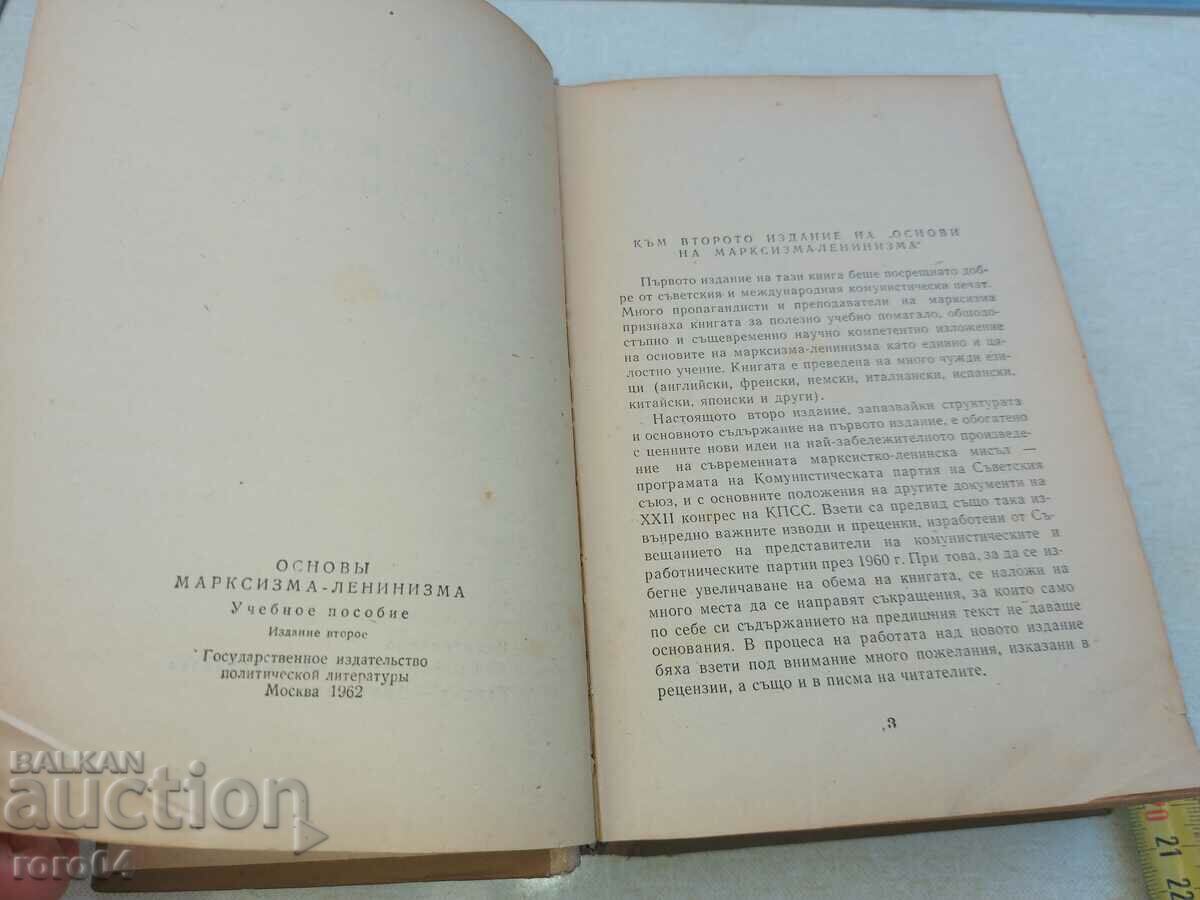 ОСНОВЫ
МАРКСИЗМА-ЛЕНИНИЗМА
Учебное пособие
Издание второе
Государственное издательство
политической литературы
Москва 1962
КЪМ ВТОРОТО ИЗДАНИЕ НА „ОСНОВИ
НА МАРКСИЗМА-ЛЕНИНИЗМА“
Първото издание на тази книга беше посрещнато доб-
ре от съветския и международния комунистически печат.
Много пропагандисти и преподаватели на марксизма
признаха книгата за полезно учебно помагало, общодо-
стъпно и същевременно научно компетентно изложение
на основите на марксизма-ленинизма като единно и ця-
лостно учение. Книгата е преведена на много чужди ези-
ци (английски, френски, немски, италиански, испански,
китайски, японски и други).
Настоящото второ издание, запазвайки структурата
и основното съдържание на първото издание, е обогатено
с ценните нови идеи на най-забележителното произведе-
ние на съвременната марксистко-ленинска мисъл —
програмата на Комунистическата партия на Съветския
съюз, и с основните положения на другите документи на
XXII конгрес на КПСС. Взети са предвид също така из-
вънредно важните изводи и преценки, изработени от Съ-
вещанието на представители на комунистическите и
работническите партии през 1960 г. При това, за да се из-
бегне увеличаване на обема на книгата, се наложи на
много места да се направят съкращения, за които само
по себе си съдържанието на предишния текст не даваше
основания. В процеса на работата над новото издание
бяха взети под внимание много пожелания, изказани в
рецензии, а също и в писма на читателите.
3
BALKAN
auction
roro64
20 21 22